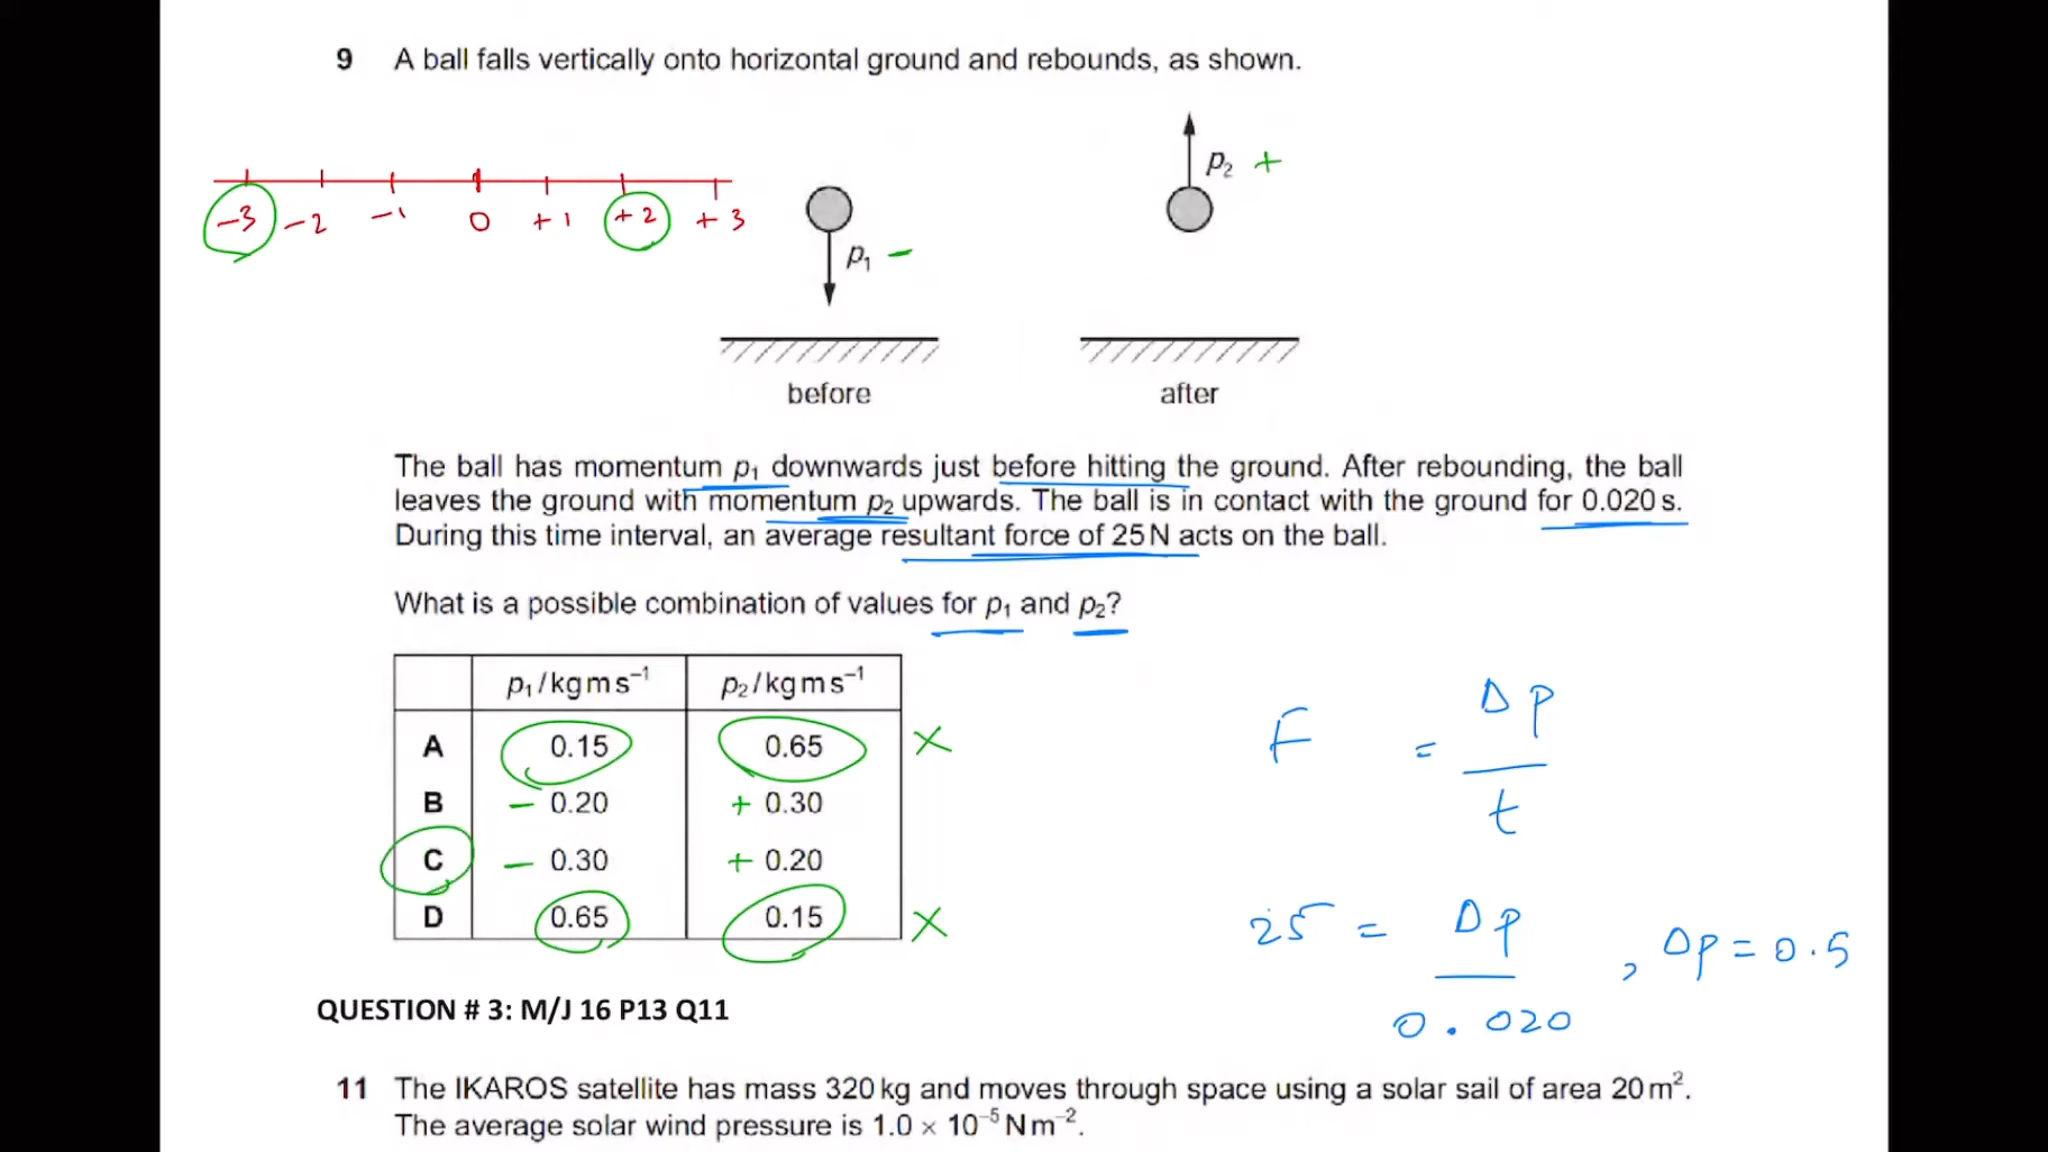 9 A ball falls vertically onto horizontal ground and rebounds, as shown.
p₂ +
-3 -2 -1 0 +1 +2 +3
p₁ -
before after
The ball has momentum p₁ downwards just before hitting the ground. After rebounding, the ball
leaves the ground with momentum p₂ upwards. The ball is in contact with the ground for 0.020 s.
During this time interval, an average resultant force of 25 N acts on the ball.
What is a possible combination of values for p₁ and p₂?
p₁ / kg m s⁻¹ p₂ / kg m s⁻¹
A 0.15 0.65 ×
B - 0.20 + 0.30
C - 0.30 + 0.20
D 0.65 0.15 ×
F = Δp
t
25 = Δp , Δp = 0.5
0.020
QUESTION # 3: M/J 16 P13 Q11
11 The IKAROS satellite has mass 320 kg and moves through space using a solar sail of area 20 m².
The average solar wind pressure is 1.0 × 10⁻⁵ N m⁻².